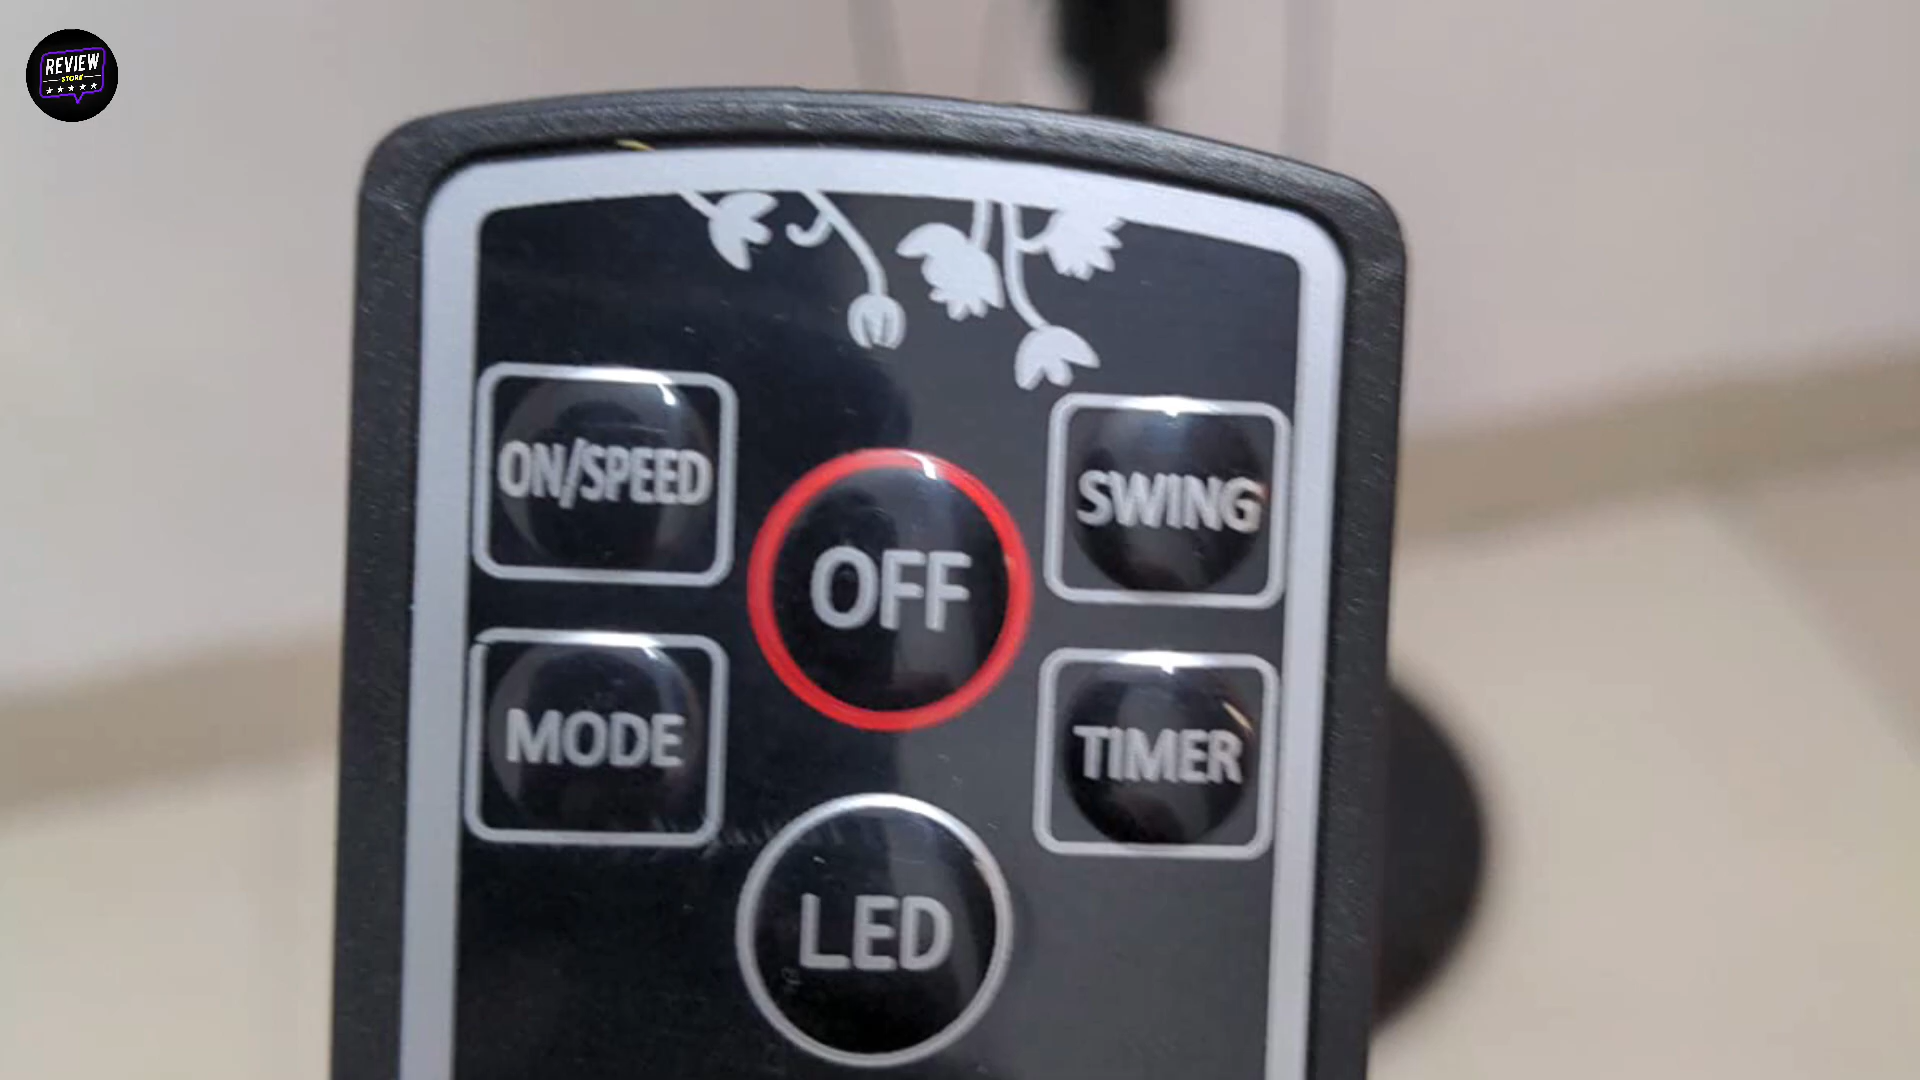 REVIEW
STORE
ON/SPEED
SWING
OFF
MODE
TIMER
LED